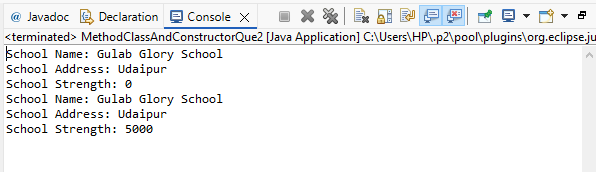 @ Javadoc Declaration Console ×
<terminated> MethodClassAndConstructorQue2 [Java Application] C:\Users\HP\.p2\pool\plugins\org.eclipse.ju
School Name: Gulab Glory School
School Address: Udaipur
School Strength: 0
School Name: Gulab Glory School
School Address: Udaipur
School Strength: 5000